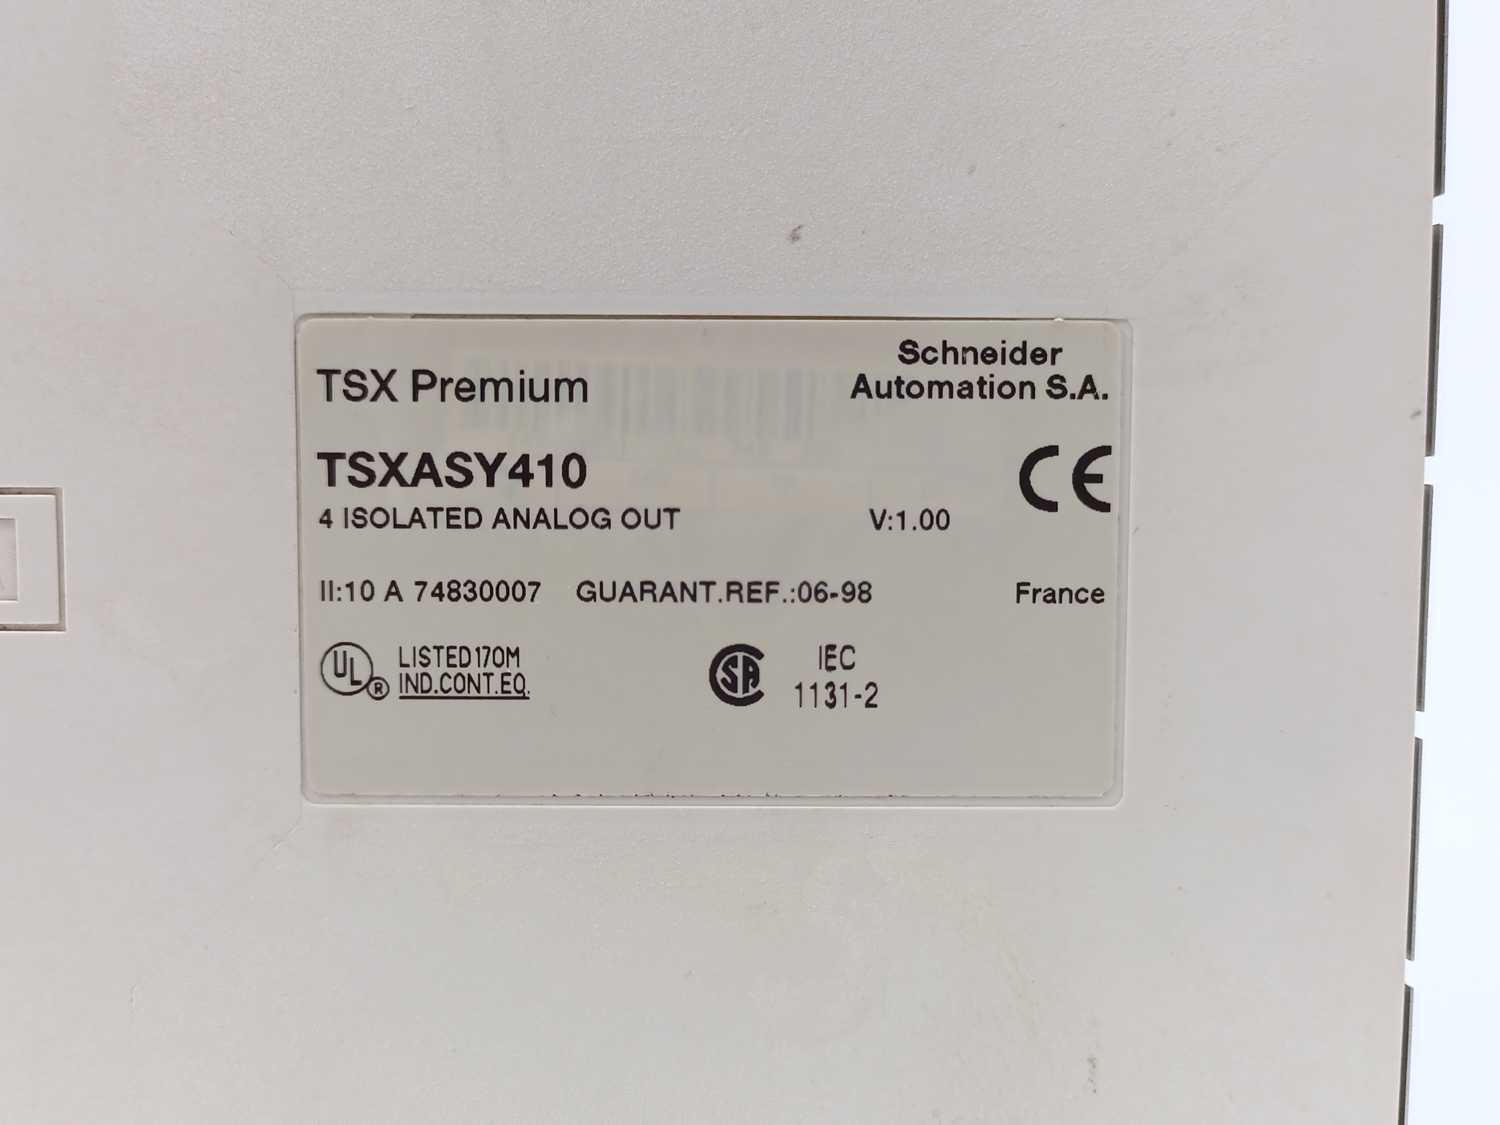 TSX Premium
Schneider
Automation S.A.
TSXASY410
CE
4 ISOLATED ANALOG OUT V:1.00
II:10 A 74830007 GUARANT.REF.:06-98 France
UL ® LISTED 170M
IND.CONT.EQ.
SA IEC
1131-2